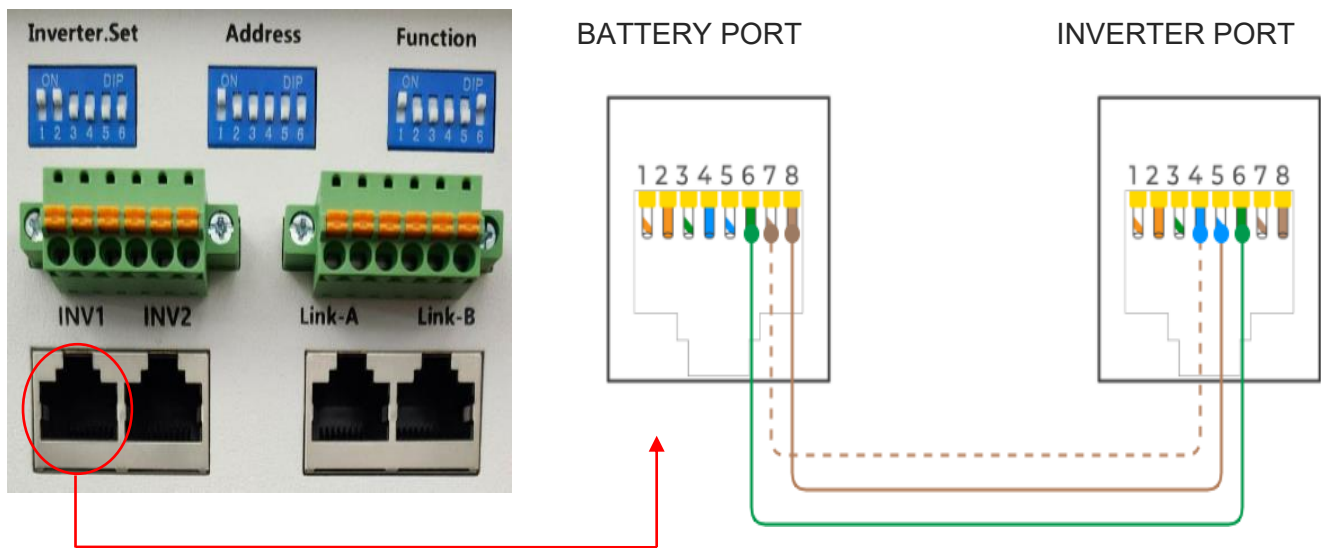 Inverter.Set Address Function
ON DIP ON DIP ON DIP
1 2 3 4 5 6 1 2 3 4 5 6 1 2 3 4 5 6
INV1 INV2 Link-A Link-B
BATTERY PORT INVERTER PORT
1 2 3 4 5 6 7 8 1 2 3 4 5 6 7 8